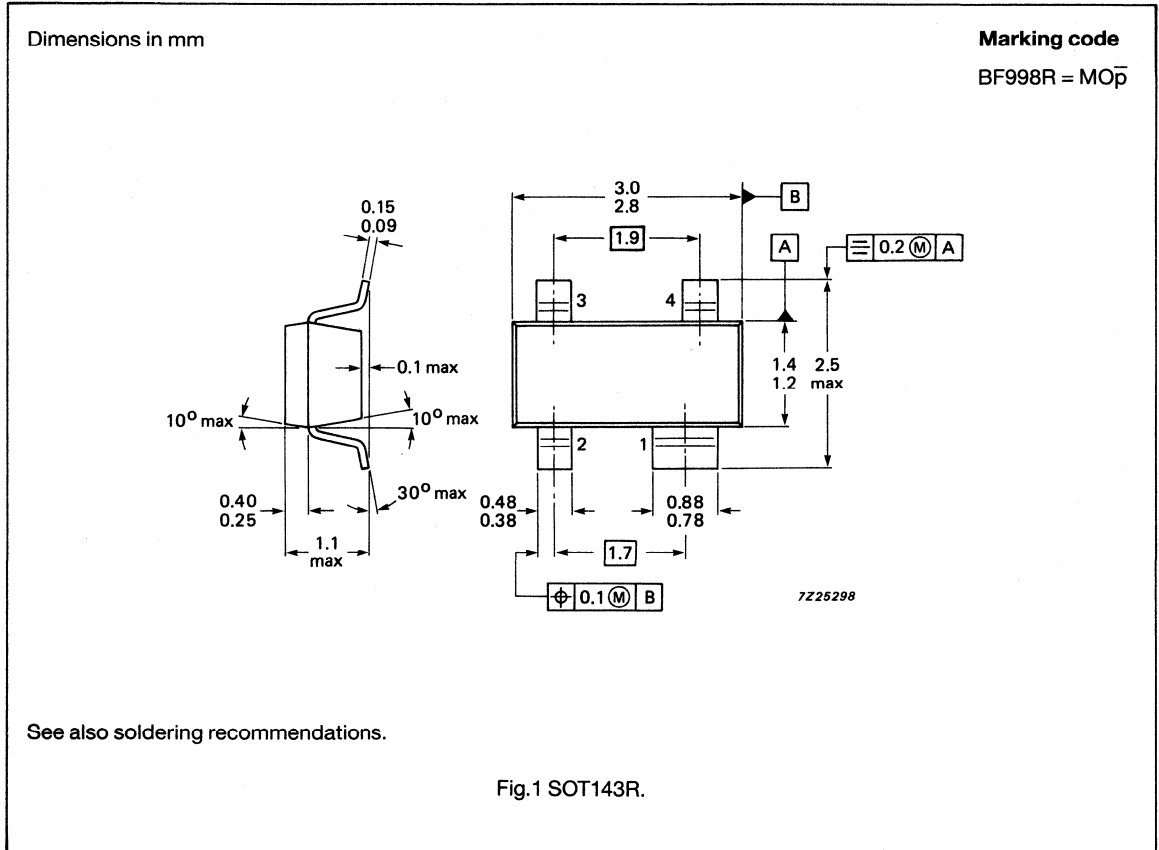 Dimensions in mm
Marking code
BF998R = MOp̅
3.0
2.8
B
0.15
0.09
1.9
A
0.2 Ⓜ A
3
4
0.1 max
1.4
1.2
2.5
max
10° max
10° max
2
1
30° max
0.40
0.25
0.48
0.38
0.88
0.78
1.1
max
1.7
0.1 Ⓜ B
7Z25298
See also soldering recommendations.
Fig.1 SOT143R.